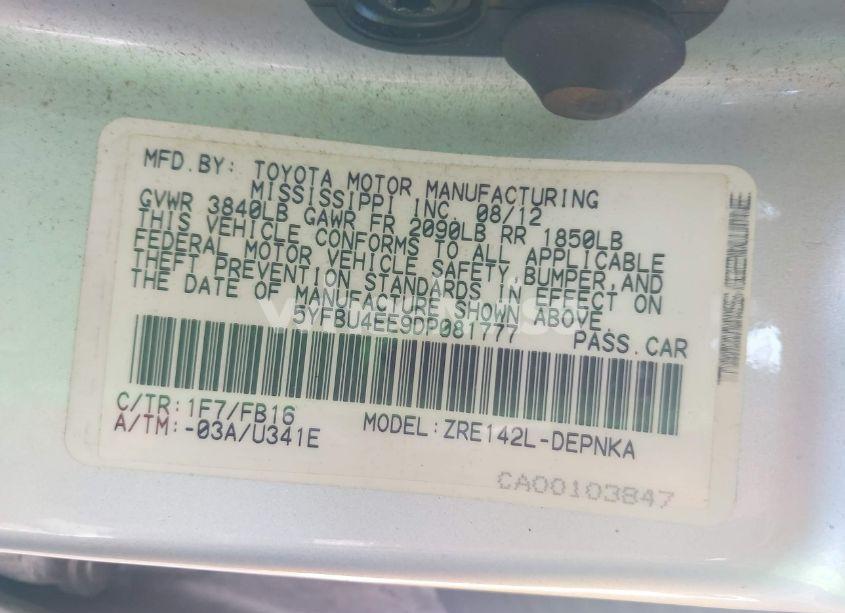 MFD.BY: TOYOTA MOTOR MANUFACTURING
MISSISSIPPI INC. 08/12
GVWR 3840LB GAWR FR 2090LB RR 1850LB
THIS VEHICLE CONFORMS TO ALL APPLICABLE
FEDERAL MOTOR VEHICLE SAFETY,BUMPER,AND
THEFT PREVENTION STANDARDS IN EFFECT ON
THE DATE OF MANUFACTURE SHOWN ABOVE.
5YFBU4EE9DP081777 PASS.CAR
C/TR:1F7/FB16
A/TM:-03A/U341E MODEL:ZRE142L-DEPNKA
CA00103847